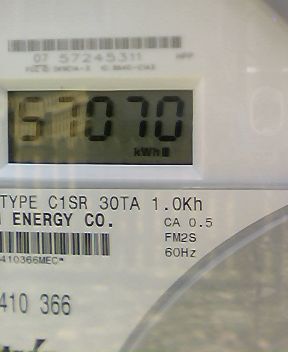 07 57245311
57070
kWh
TYPE C1SR 30TA 1.0Kh
ENERGY CO. CA 0.5
FM2S
410366MEC* 60Hz
410 366